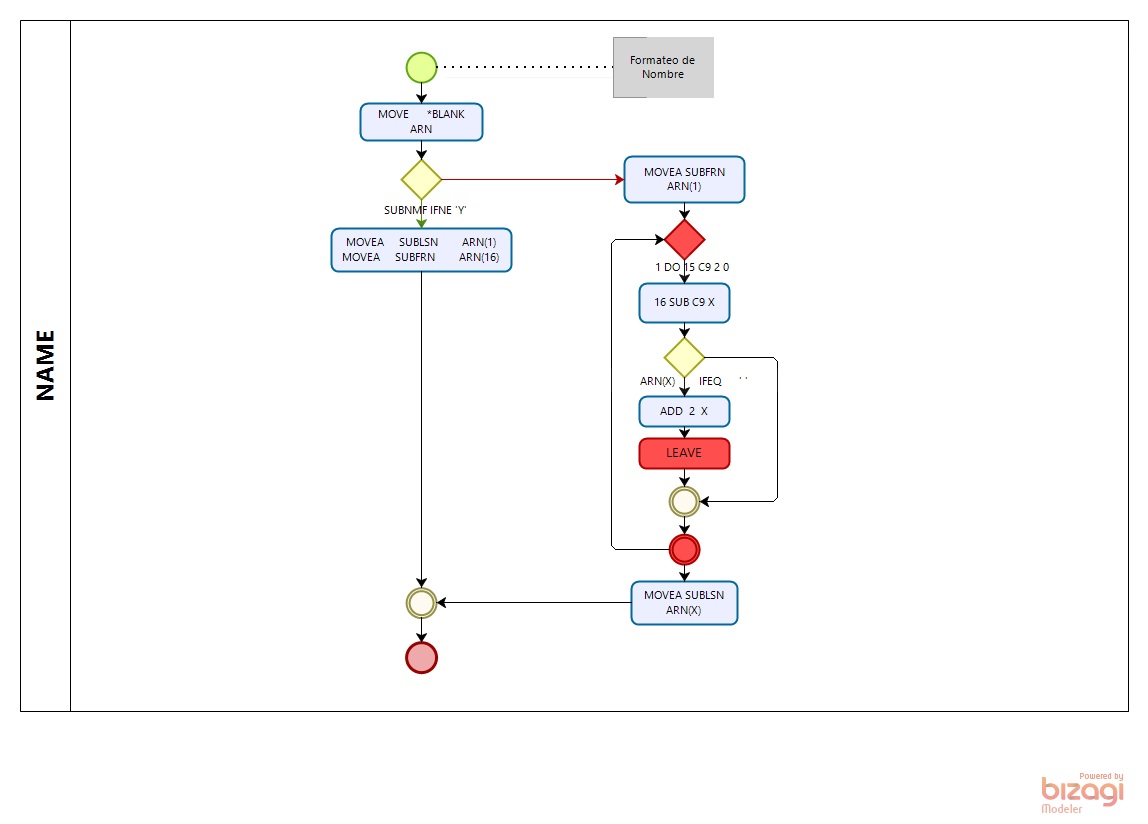 NAME
Formateo de
Nombre
MOVE *BLANK
ARN
SUBNMF IFNE 'Y'
MOVEA SUBLSN ARN(1)
MOVEA SUBFRN ARN(16)
MOVEA SUBFRN
ARN(1)
1 DO 15 C9 2 0
16 SUB C9 X
ARN(X) IFEQ ' '
ADD 2 X
LEAVE
MOVEA SUBLSN
ARN(X)
Powered by
bizagi
Modeler